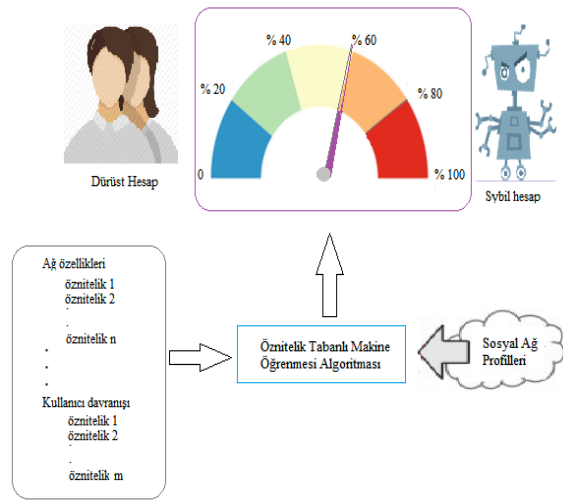 % 40
% 60
% 20
% 80
0
% 100
Dürüst Hesap
Sybil hesap
Ağ özellikleri
öznitelik 1
öznitelik 2
.
.
öznitelik n
.
.
.
Kullanıcı davranışı
öznitelik 1
öznitelik 2
.
.
öznitelik m
Öznitelik Tabanlı Makine
Öğrenmesi Algoritması
Sosyal Ağ
Profilleri